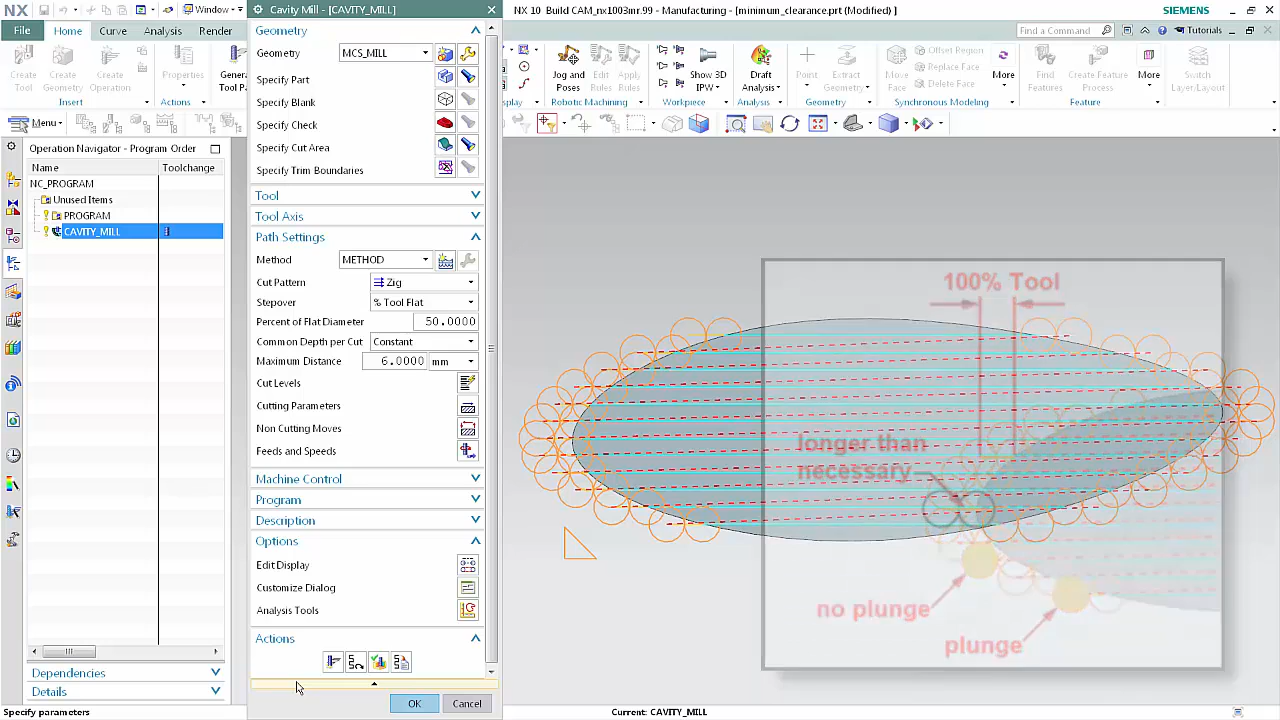 NX
Window
Cavity Mill - [CAVITY_MILL]
NX 10 Build CAM_nx1003imr.99 - Manufacturing - [minimum_clearance.prt (Modified) ]
SIEMENS
File
Home
Curve
Analysis
Render
Find a Command
Tutorials
Create Tool
Create Geometry
Create Operation
Properties
Insert
Actions
Jog and Poses
Edit Rules
Apply Rules
Robotic Machining
Show 3D IPW
Workpiece
Draft Analysis
Analysis
Point
Extract Geometry
Geometry
Move Face
Offset Region
Replace Face
Delete Face
More
Synchronous Modeling
Find Features
Create Feature Process
More
Feature
Switch Layer/Layout
Menu
Operation Navigator - Program Order
Name
Toolchange
NC_PROGRAM
Unused Items
PROGRAM
CAVITY_MILL
Dependencies
Details
Geometry
Geometry
MCS_MILL
Specify Part
Specify Blank
Specify Check
Specify Cut Area
Specify Trim Boundaries
Tool
Tool Axis
Path Settings
Method
METHOD
Cut Pattern
Zig
Stepover
% Tool Flat
Percent of Flat Diameter
50.0000
Common Depth per Cut
Constant
Maximum Distance
6.0000
mm
Cut Levels
Cutting Parameters
Non Cutting Moves
Feeds and Speeds
Machine Control
Program
Description
Options
Edit Display
Customize Dialog
Analysis Tools
Actions
OK
Cancel
100% Tool
longer than
necessary
no plunge
plunge
Specify parameters
Current: CAVITY_MILL